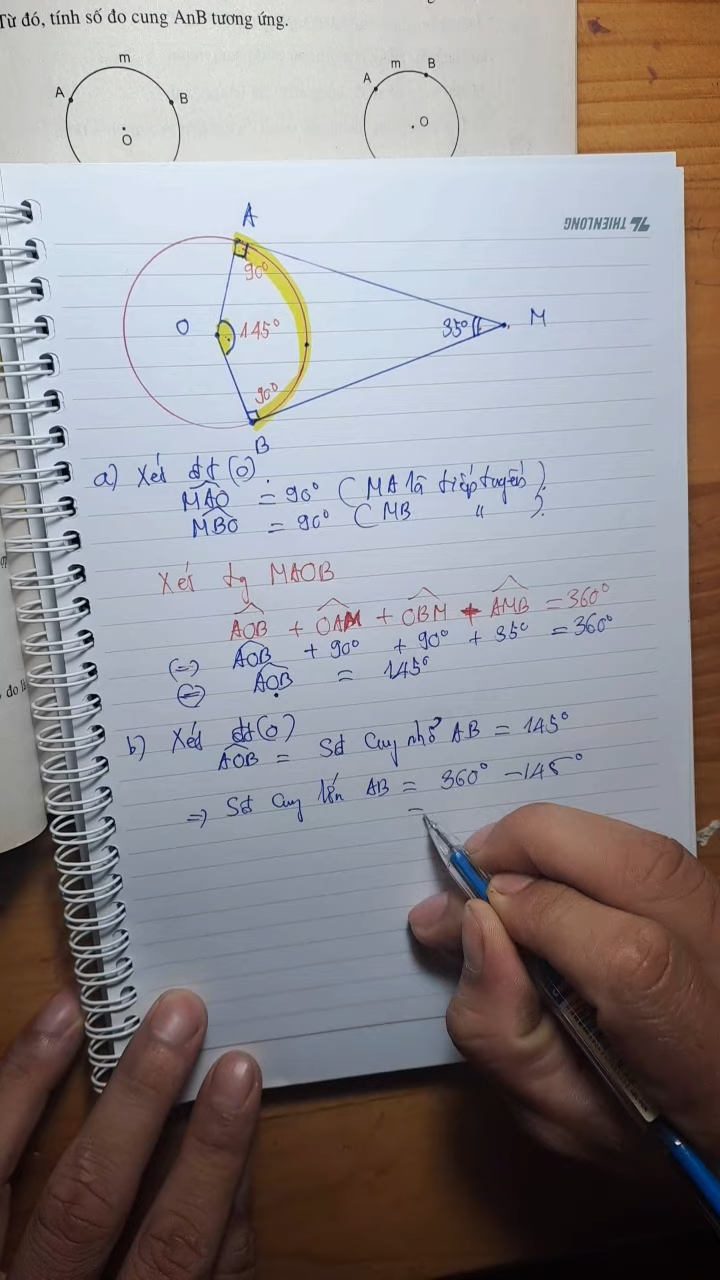 Từ đó, tính số đo cung AnB tương ứng.
m
A
B
O
m
B
A
O
THIENLONG
A
90°
O
145°
35°
M
90°
B
a) Xét đt (O).
MAO = 90° ( MA là tiếp tuyến )
MBO = 90° ( MB " )
Xét tg MAOB
AOB + OAM + OBM + AMB = 360°
(=) AOB + 90° + 90° + 35° = 360°
(=) AOB = 145°
đo l
b) Xét đt (O)
AOB = Sđ Cung nhỏ AB = 145°
=> Sđ Cung lớn AB = 360° - 145°
=